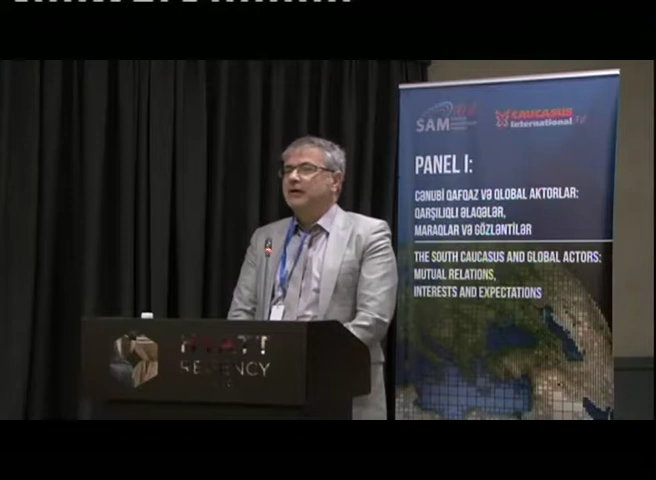 SAM
CAUCASUS
International
PANEL I:
CƏNUBİ QAFQAZ VƏ QLOBAL AKTORLAR:
QARŞILIQLI ƏLAQƏLƏR,
MARAQLAR VƏ GÖZLƏNTİLƏR
THE SOUTH CAUCASUS AND GLOBAL ACTORS:
MUTUAL RELATIONS,
INTERESTS AND EXPECTATIONS
HYATT
REGENCY